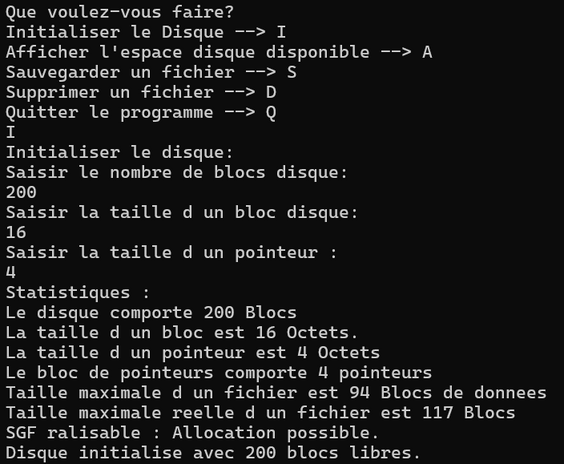 Que voulez-vous faire?
Initialiser le Disque --> I
Afficher l'espace disque disponible --> A
Sauvegarder un fichier --> S
Supprimer un fichier --> D
Quitter le programme --> Q
I
Initialiser le disque:
Saisir le nombre de blocs disque:
200
Saisir la taille d un bloc disque:
16
Saisir la taille d un pointeur :
4
Statistiques :
Le disque comporte 200 Blocs
La taille d un bloc est 16 Octets.
La taille d un pointeur est 4 Octets
Le bloc de pointeurs comporte 4 pointeurs
Taille maximale d un fichier est 94 Blocs de donnees
Taille maximale reelle d un fichier est 117 Blocs
SGF ralisable : Allocation possible.
Disque initialise avec 200 blocs libres.